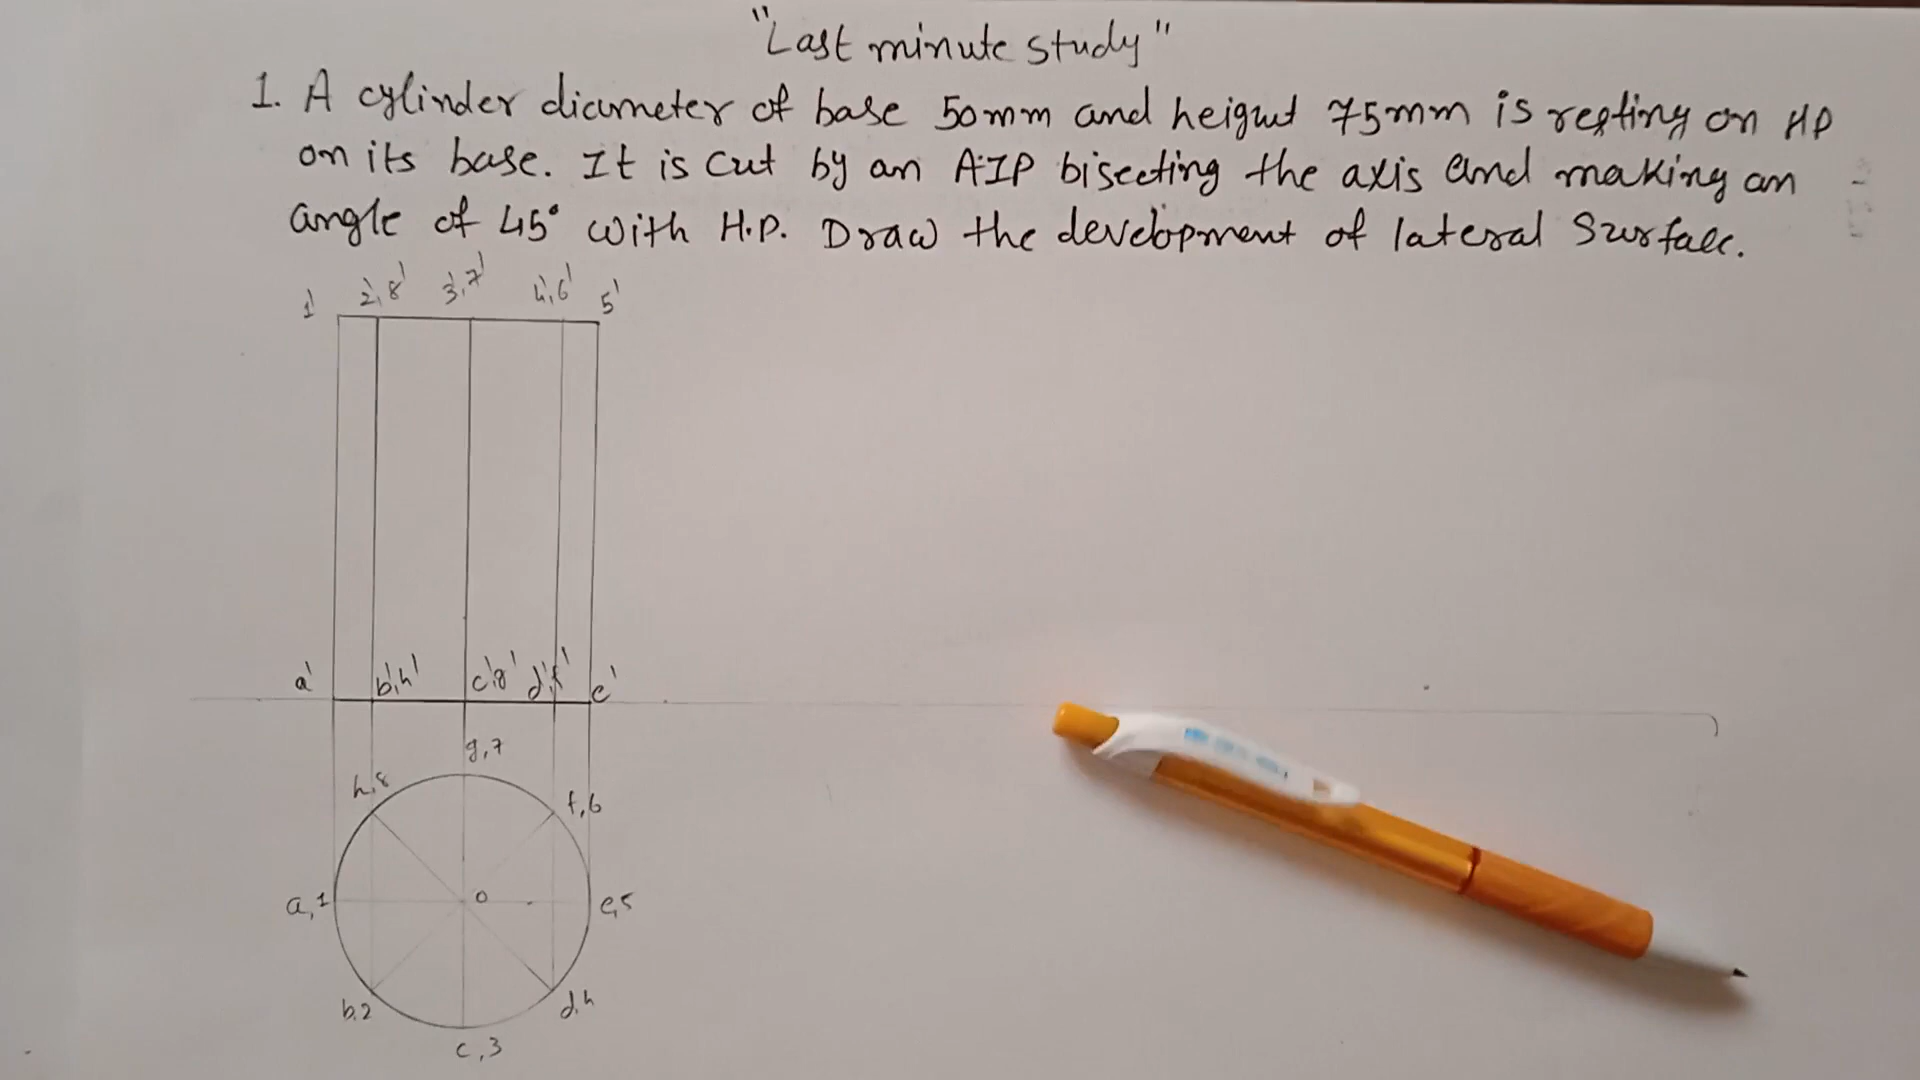 "Last minute study"
1. A cylinder diameter of base 50mm and height 75mm is resting on HP
on its base. It is cut by an AIP bisecting the axis and making an
angle of 45° with H.P. Draw the development of lateral Surface.
1' 2',8' 3',7' 4',6' 5'
a' b',h' c'g' d',f' e'
g,7
h,8 f,6
a,1 o e,5
b,2 d,4
c,3